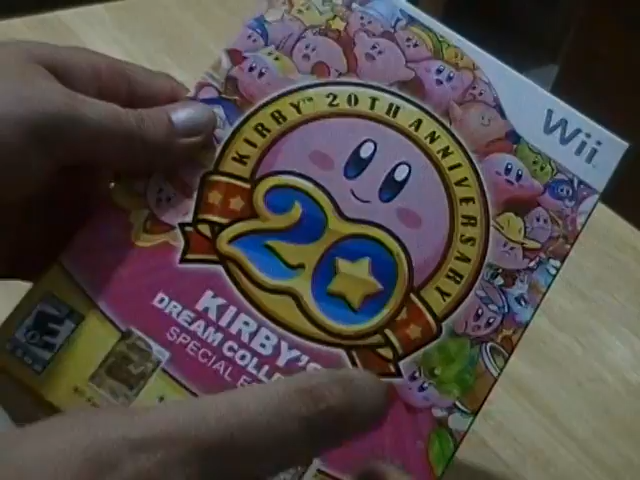 Wii
KIRBY™ 20TH ANNIVERSARY
20
KIRBY'S
DREAM COLL
SPECIAL E
E